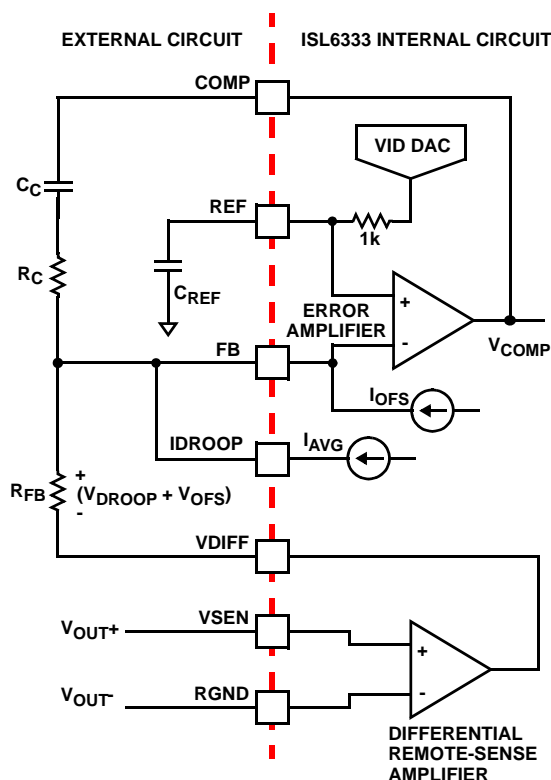 EXTERNAL CIRCUIT
ISL6333 INTERNAL CIRCUIT
COMP
VID DAC
CC
REF
1k
RC
CREF
ERROR
AMPLIFIER
+
-
FB
VCOMP
IOFS
IDROOP
IAVG
RFB
+
(VDROOP + VOFS)
-
VDIFF
VSEN
VOUT+
+
RGND
VOUT-
-
DIFFERENTIAL
REMOTE-SENSE
AMPLIFIER